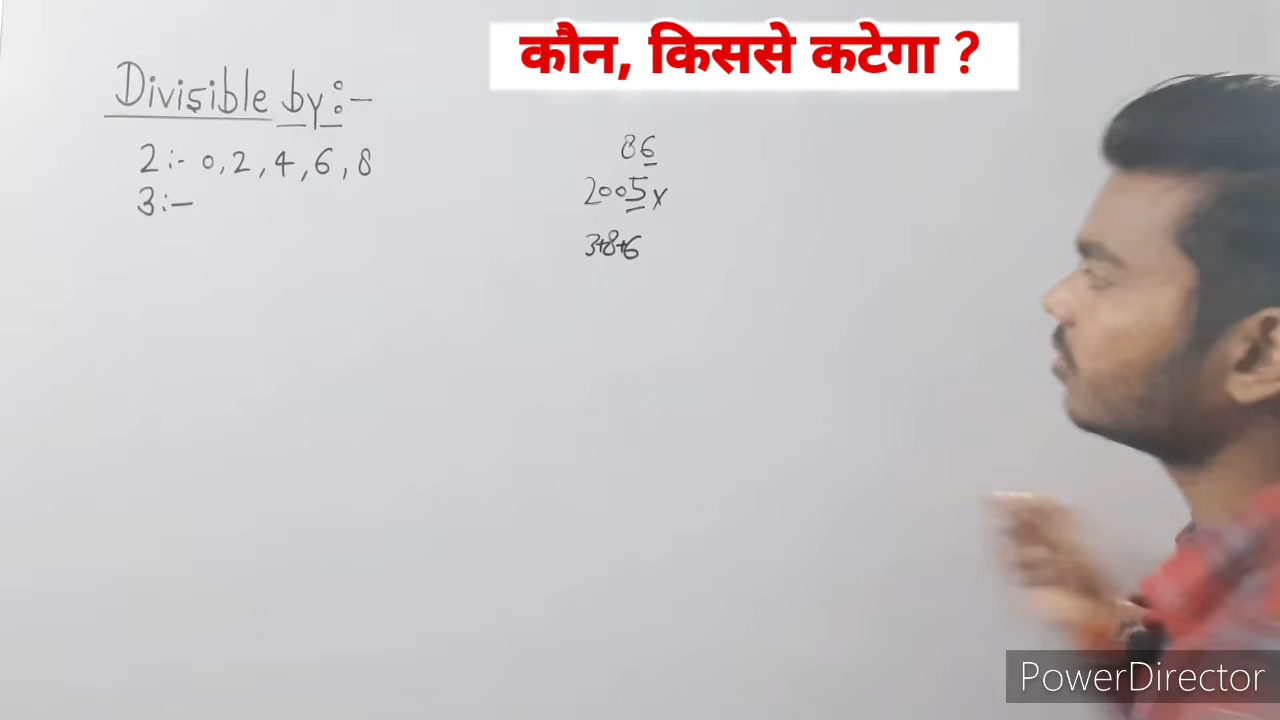 कौन, किससे कटेगा ?
Divisible by:-
2:- 0, 2, 4, 6, 8
3:-
86
2005x
3+8+6
PowerDirector